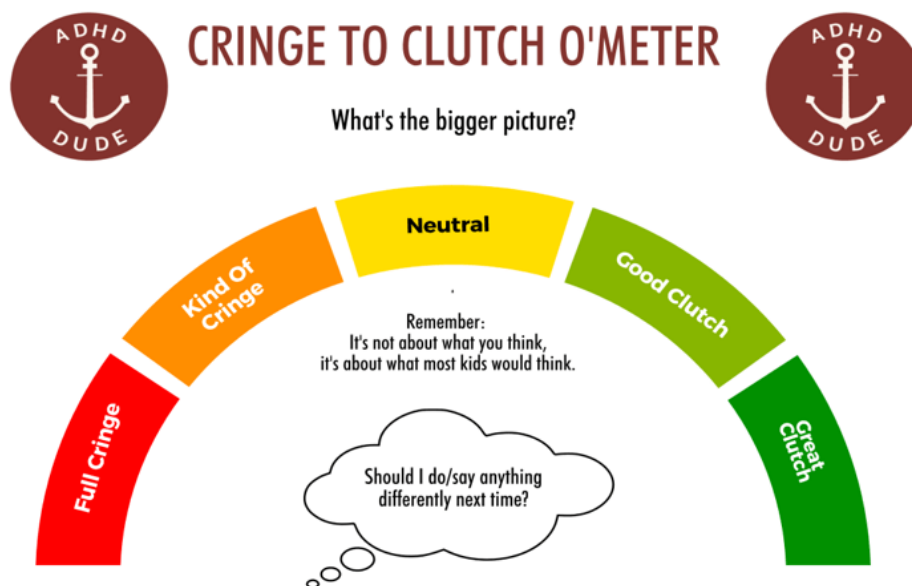 ADHD
DUDE
CRINGE TO CLUTCH O'METER
ADHD
DUDE
What's the bigger picture?
Full Cringe
Kind Of
Cringe
Neutral
Good Clutch
Great
Clutch
Remember:
It's not about what you think,
it's about what most kids would think.
Should I do/say anything
differently next time?